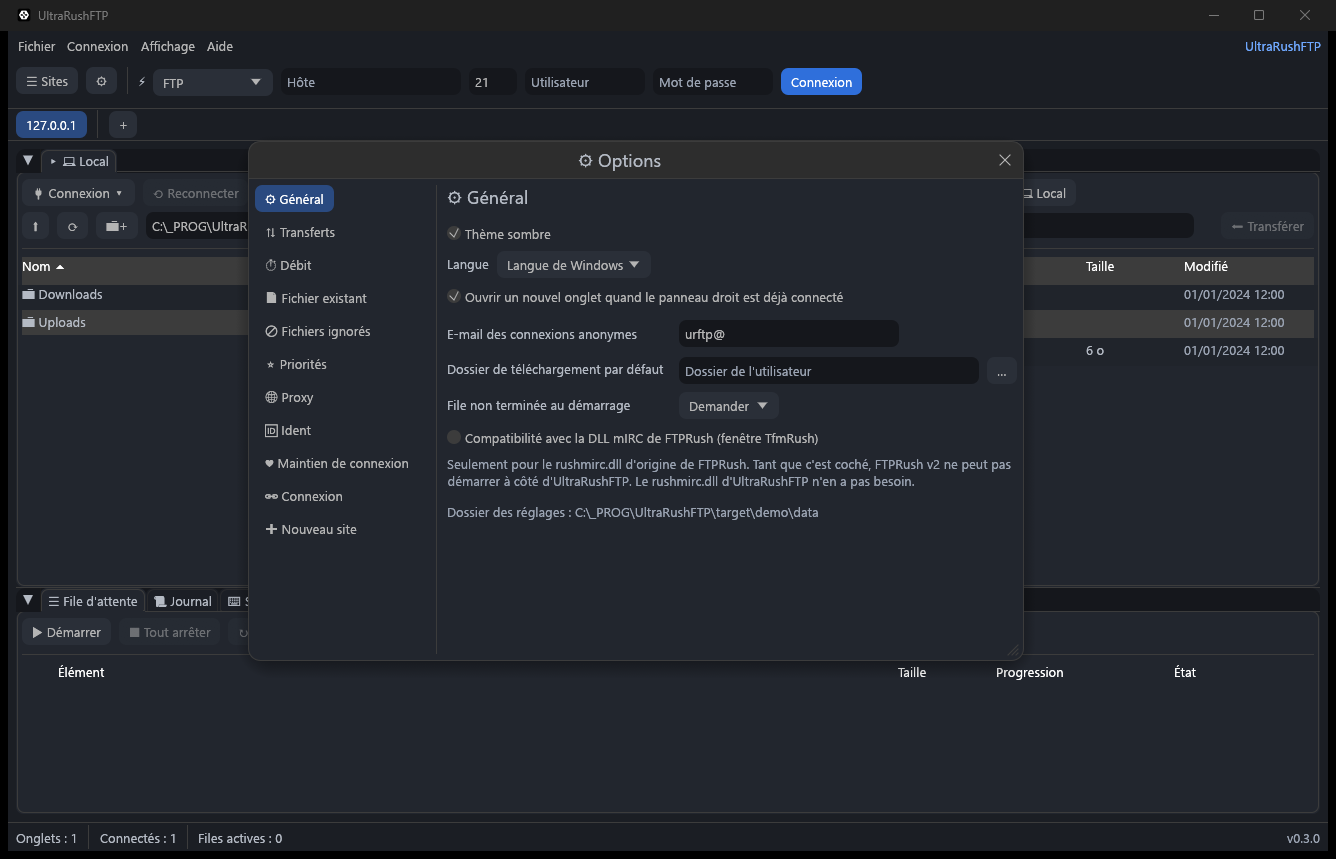 UltraRushFTP
Fichier Connexion Affichage Aide UltraRushFTP
Sites FTP Hôte 21 Utilisateur Mot de passe Connexion
127.0.0.1 +
Local
Connexion Reconnecter Local
C:\_PROG\UltraR Transférer
Nom Taille Modifié
Downloads 01/01/2024 12:00
Uploads 01/01/2024 12:00
6 o 01/01/2024 12:00
Options
Général
Transferts
Débit
Fichier existant
Fichiers ignorés
Priorités
Proxy
Ident
Maintien de connexion
Connexion
Nouveau site
Général
Thème sombre
Langue Langue de Windows
Ouvrir un nouvel onglet quand le panneau droit est déjà connecté
E-mail des connexions anonymes urftp@
Dossier de téléchargement par défaut Dossier de l'utilisateur ...
File non terminée au démarrage Demander
Compatibilité avec la DLL mIRC de FTPRush (fenêtre TfmRush)
Seulement pour le rushmirc.dll d'origine de FTPRush. Tant que c'est coché, FTPRush v2 ne peut pas
démarrer à côté d'UltraRushFTP. Le rushmirc.dll d'UltraRushFTP n'en a pas besoin.
Dossier des réglages : C:\_PROG\UltraRushFTP\target\demo\data
File d'attente Journal S
Démarrer Tout arrêter
Élément Taille Progression État
Onglets : 1 Connectés : 1 Files actives : 0 v0.3.0